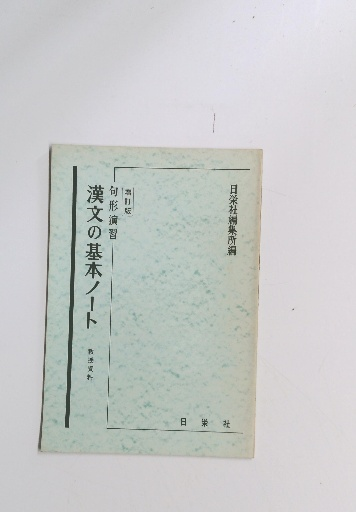 日栄社編集所編
増訂版
句形演習
漢文の基本ノート
教授資料
日栄社